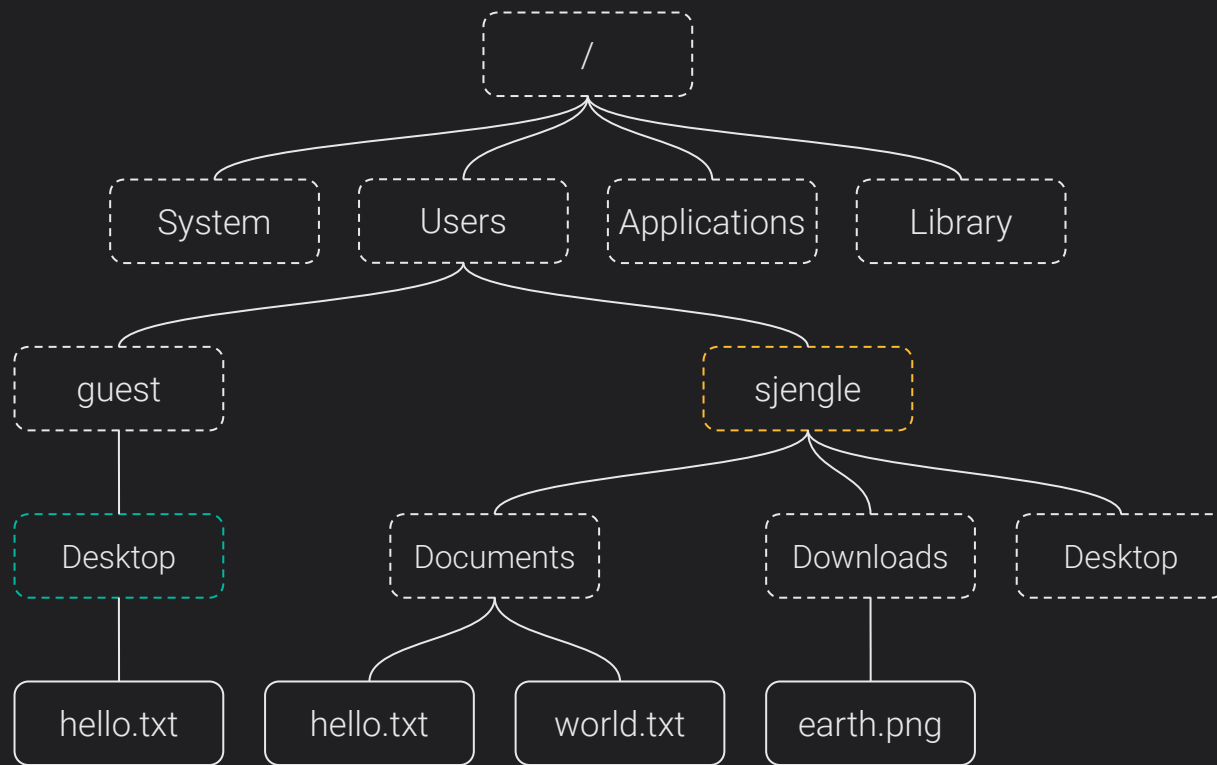 /
System
Users
Applications
Library
guest
sjengle
Desktop
Documents
Downloads
Desktop
hello.txt
hello.txt
world.txt
earth.png